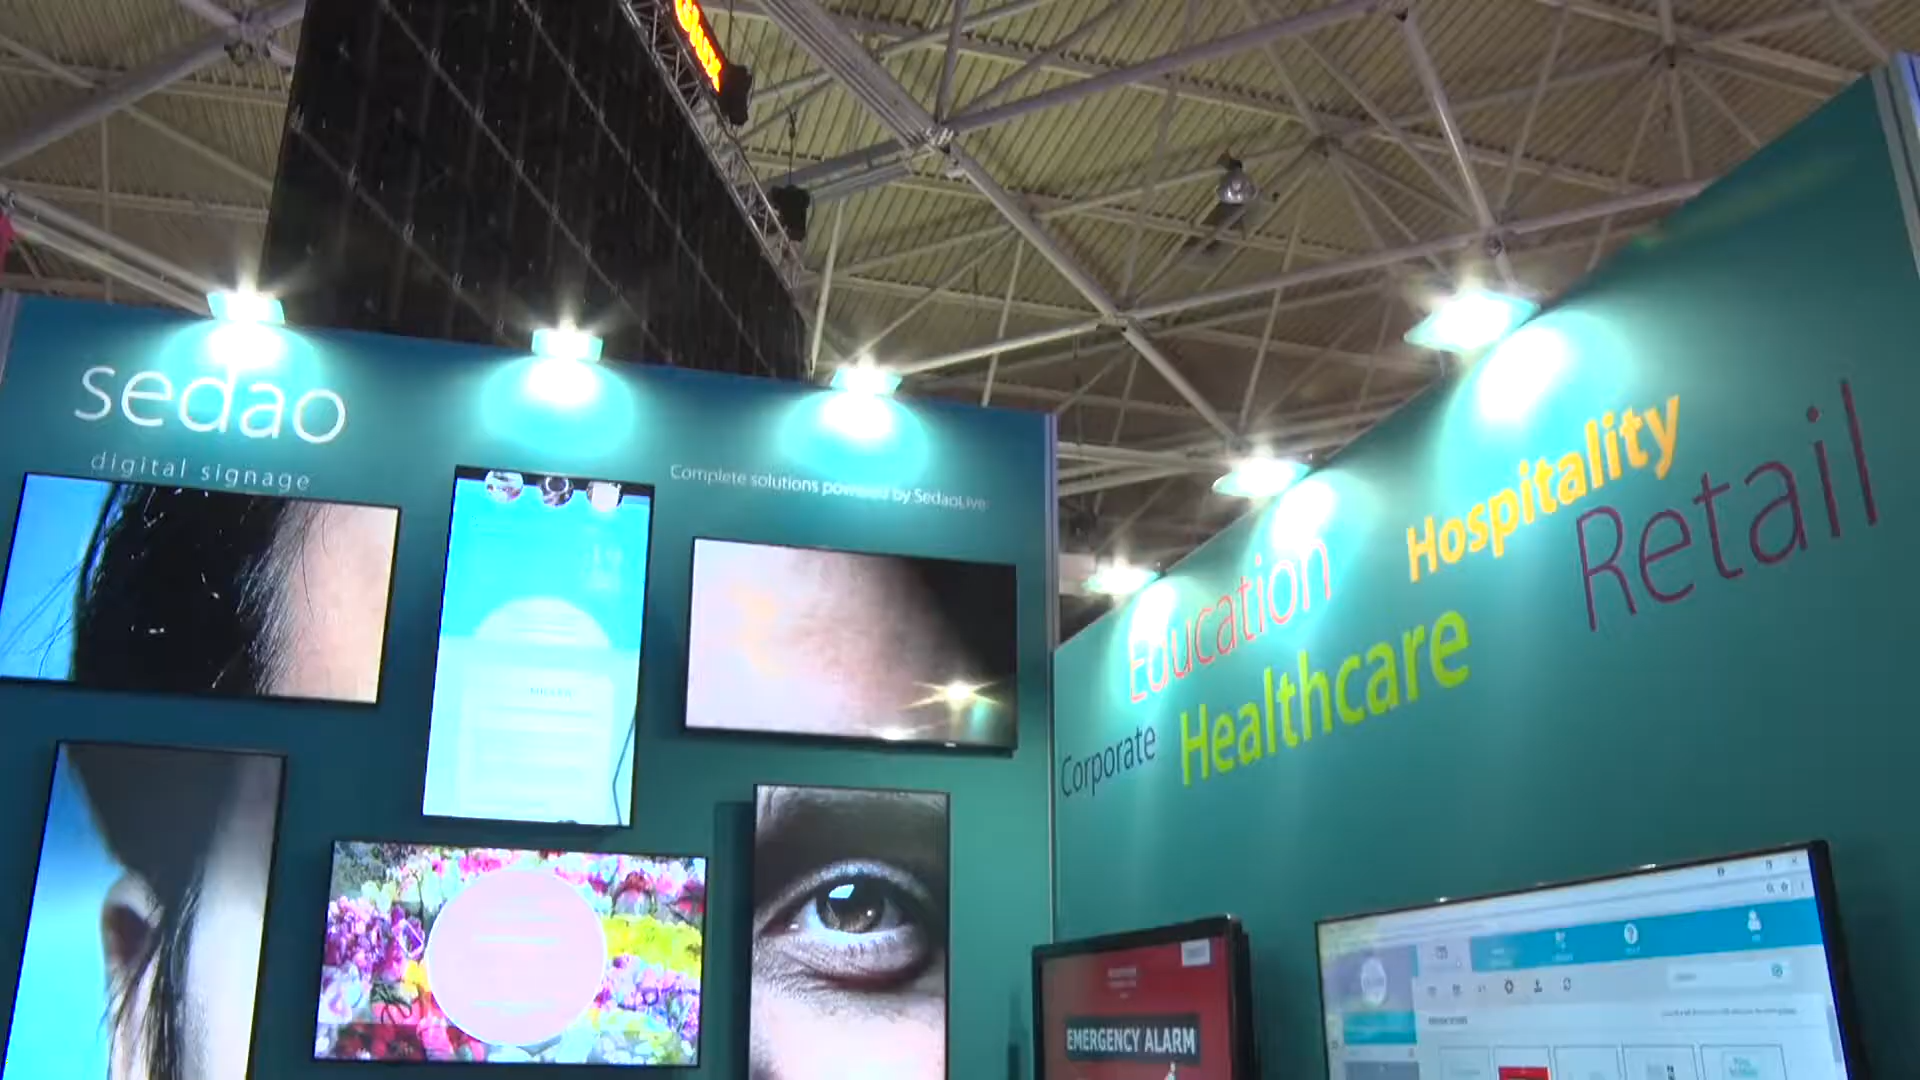 sedao
digital signage
Complete solutions powered by SedaoLive
Education
Hospitality
Retail
Corporate
Healthcare
EMERGENCY ALARM